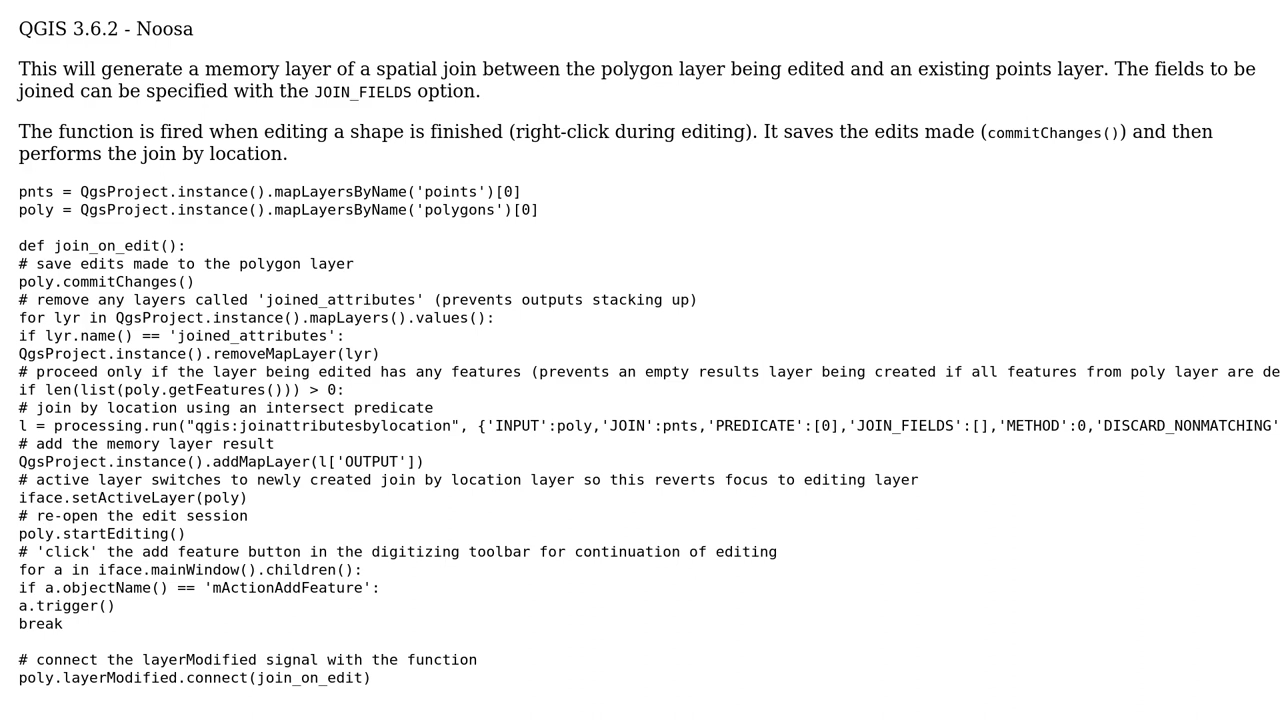 QGIS 3.6.2 - Noosa
This will generate a memory layer of a spatial join between the polygon layer being edited and an existing points layer. The fields to be
joined can be specified with the JOIN_FIELDS option.
The function is fired when editing a shape is finished (right-click during editing). It saves the edits made (commitChanges()) and then
performs the join by location.
pnts = QgsProject.instance().mapLayersByName('points')[0]
poly = QgsProject.instance().mapLayersByName('polygons')[0]
def join_on_edit():
# save edits made to the polygon layer
poly.commitChanges()
# remove any layers called 'joined_attributes' (prevents outputs stacking up)
for lyr in QgsProject.instance().mapLayers().values():
if lyr.name() == 'joined_attributes':
QgsProject.instance().removeMapLayer(lyr)
# proceed only if the layer being edited has any features (prevents an empty results layer being created if all features from poly layer are de
if len(list(poly.getFeatures())) > 0:
# join by location using an intersect predicate
l = processing.run("qgis:joinattributesbylocation", {'INPUT':poly,'JOIN':pnts,'PREDICATE':[0],'JOIN_FIELDS':[],'METHOD':0,'DISCARD_NONMATCHING'
# add the memory layer result
QgsProject.instance().addMapLayer(l['OUTPUT'])
# active layer switches to newly created join by location layer so this reverts focus to editing layer
iface.setActiveLayer(poly)
# re-open the edit session
poly.startEditing()
# 'click' the add feature button in the digitizing toolbar for continuation of editing
for a in iface.mainWindow().children():
if a.objectName() == 'mActionAddFeature':
a.trigger()
break
# connect the layerModified signal with the function
poly.layerModified.connect(join_on_edit)